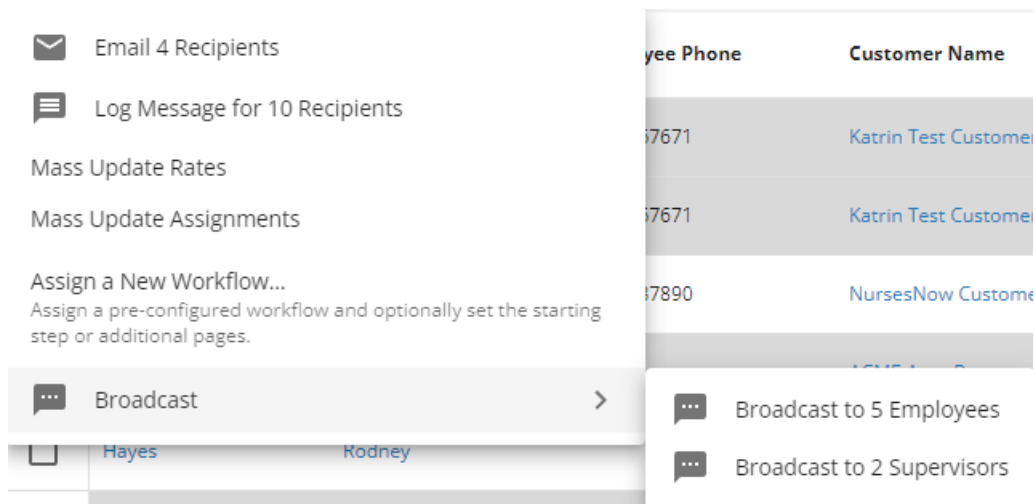 Email 4 Recipients
Log Message for 10 Recipients
Mass Update Rates
Mass Update Assignments
Assign a New Workflow...
Assign a pre-configured workflow and optionally set the starting
step or additional pages.
Broadcast
Broadcast to 5 Employees
Broadcast to 2 Supervisors
yee Phone Customer Name
57671 Katrin Test Customer
57671 Katrin Test Customer
37890 NursesNow Custome
Hayes Rodney